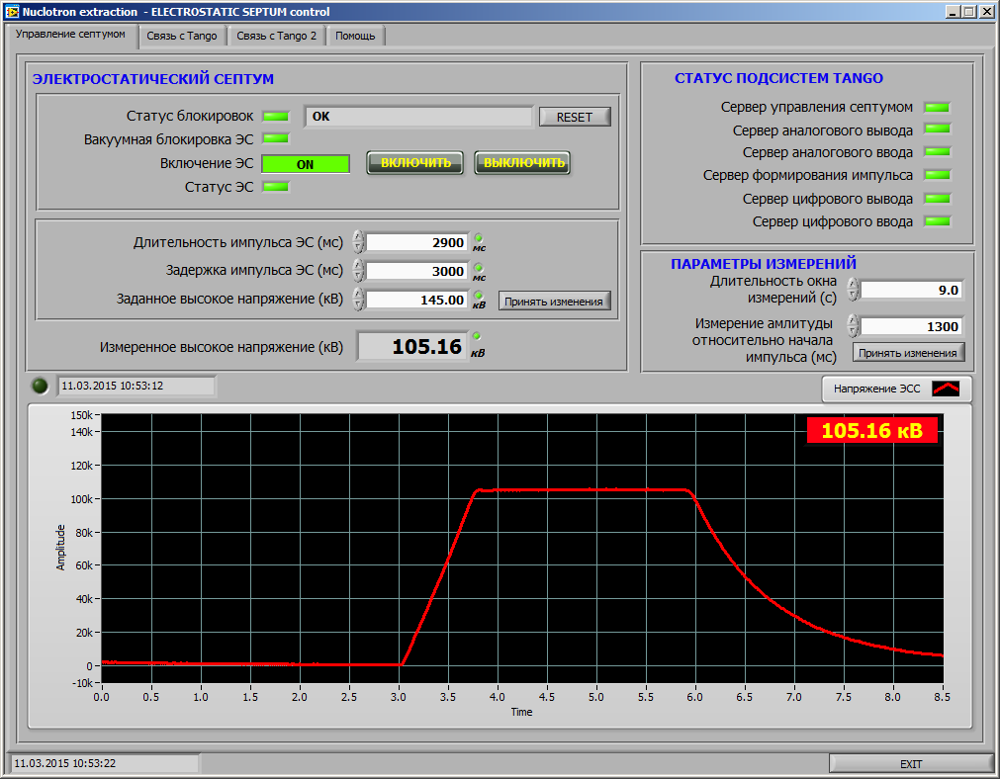 Nuclotron extraction - ELECTROSTATIC SEPTUM control
Управление септумом
Связь с Tango
Связь с Tango 2
Помощь
ЭЛЕКТРОСТАТИЧЕСКИЙ СЕПТУМ
Статус блокировок
OK
RESET
Вакуумная блокировка ЭС
Включение ЭС
ON
ВКЛЮЧИТЬ
ВЫКЛЮЧИТЬ
Статус ЭС
Длительность импульса ЭС (мс)
2900
мс
Задержка импульса ЭС (мс)
3000
мс
Заданное высокое напряжение (кВ)
145.00
кВ
Принять изменения
Измеренное высокое напряжение (кВ)
105.16
кВ
СТАТУС ПОДСИСТЕМ TANGO
Сервер управления септумом
Сервер аналогового вывода
Сервер аналогового ввода
Сервер формирования импульса
Сервер цифрового вывода
Сервер цифрового ввода
ПАРАМЕТРЫ ИЗМЕРЕНИЙ
Длительность окна
измерений (с)
9.0
Измерение амлитуды
относительно начала
импульса (мс)
1300
Принять изменения
11.03.2015 10:53:12
Напряжение ЭСС
105.16 кВ
150k
140k
120k
100k
80k
60k
40k
20k
0
-10k
Amplitude
0.0 0.5 1.0 1.5 2.0 2.5 3.0 3.5 4.0 4.5 5.0 5.5 6.0 6.5 7.0 7.5 8.0 8.5
Time
11.03.2015 10:53:22
EXIT